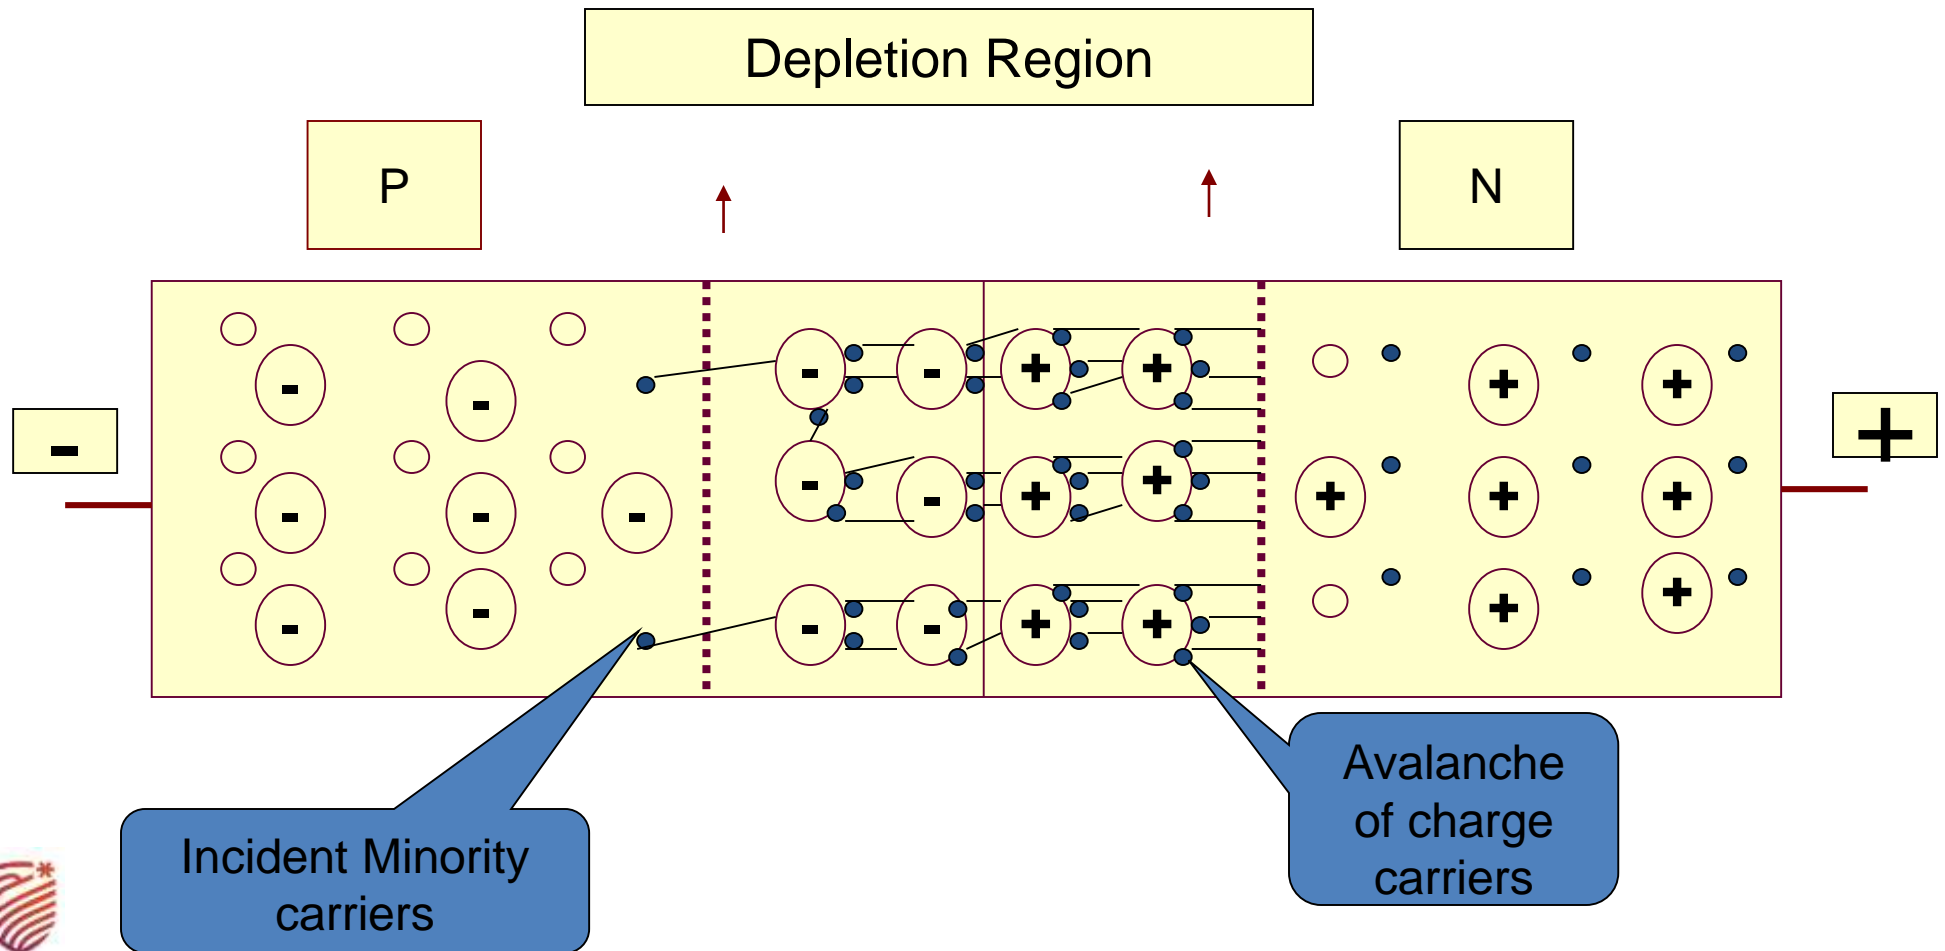 Depletion Region
P
N
- - - + + + +
- - + +
- +
- - + +
- - - - + + + +
- - + + + +
- - - + + + +
Avalanche
of charge
carriers
Incident Minority
carriers